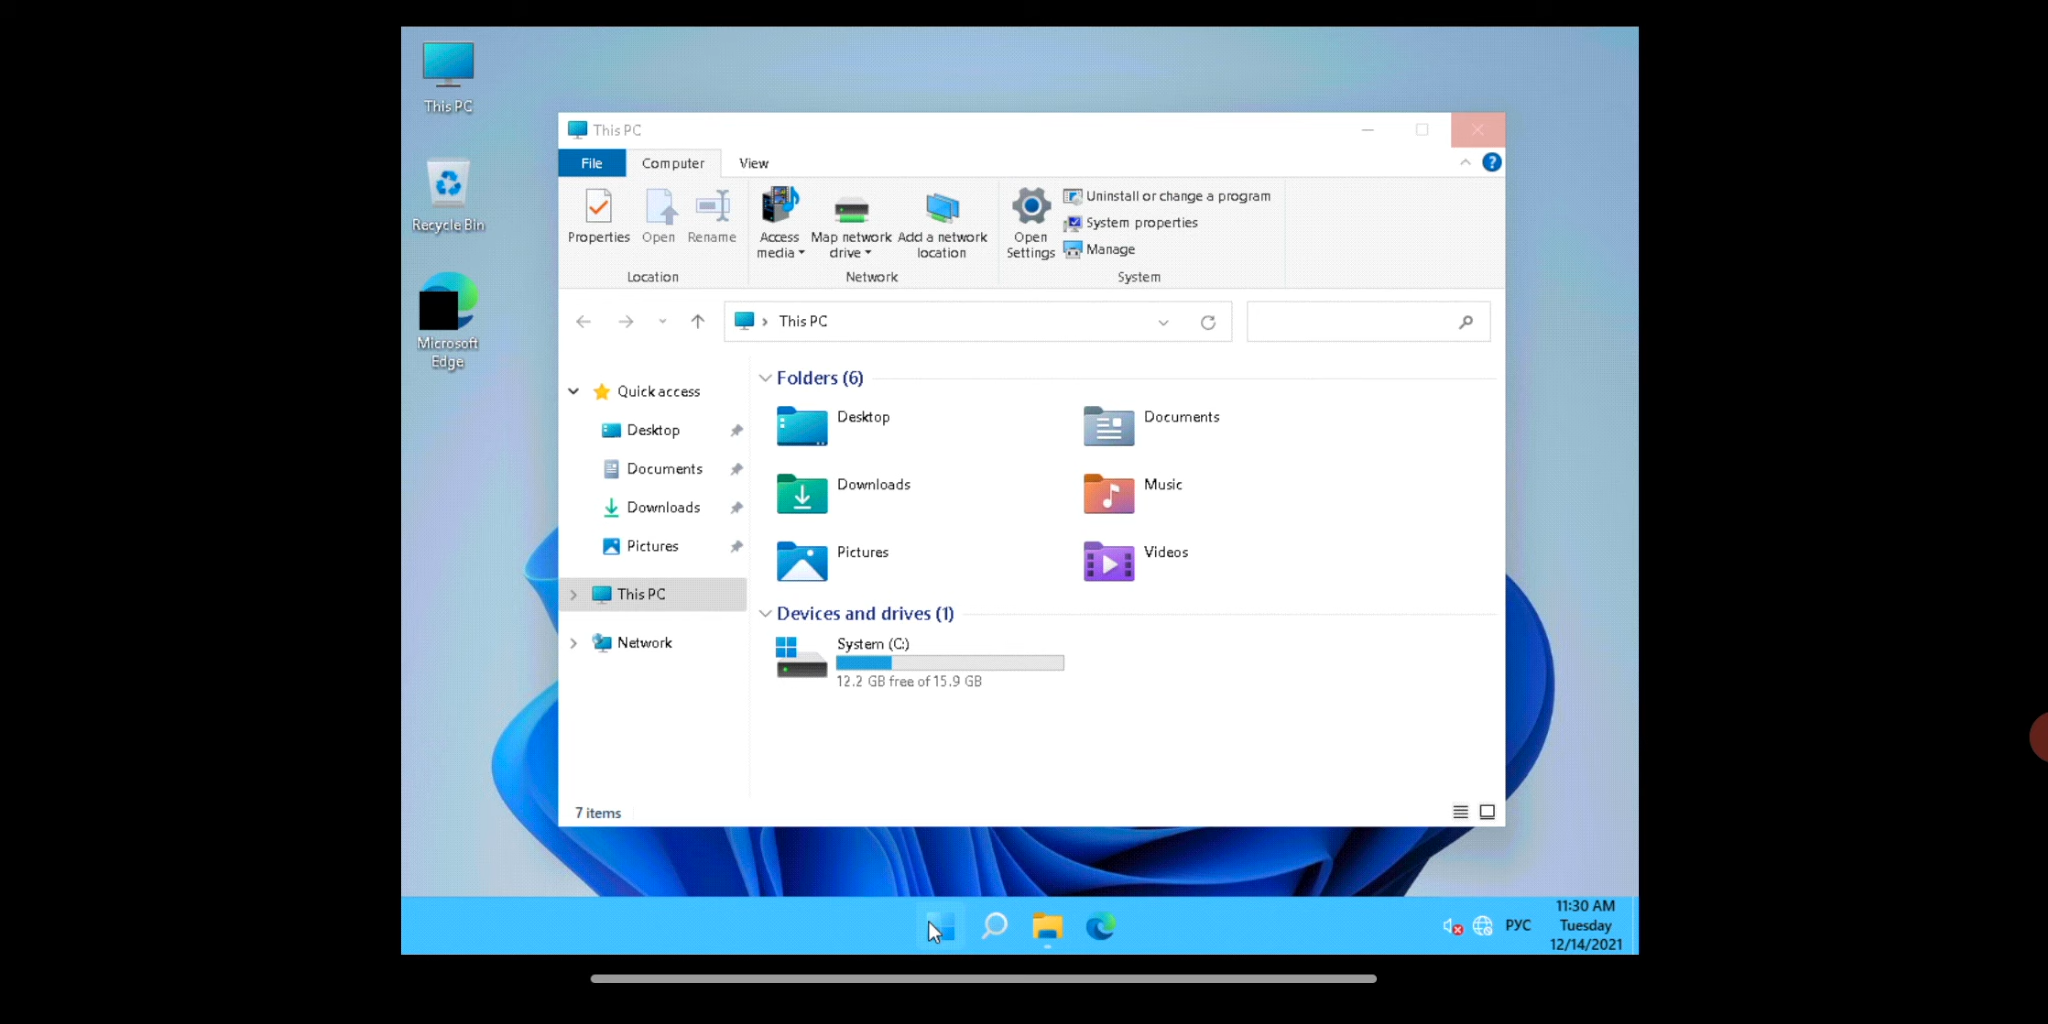 This PC
Recycle Bin
Microsoft
Edge
This PC
File
Computer
View
Properties
Open
Rename
Location
Access
media
Map network
drive
Add a network
location
Network
Open
Settings
Uninstall or change a program
System properties
Manage
System
This PC
Quick access
Desktop
Documents
Downloads
Pictures
This PC
Network
Folders (6)
Desktop
Documents
Downloads
Music
Pictures
Videos
Devices and drives (1)
System (C:)
12.2 GB free of 15.9 GB
7 items
РУС
11:30 AM
Tuesday
12/14/2021